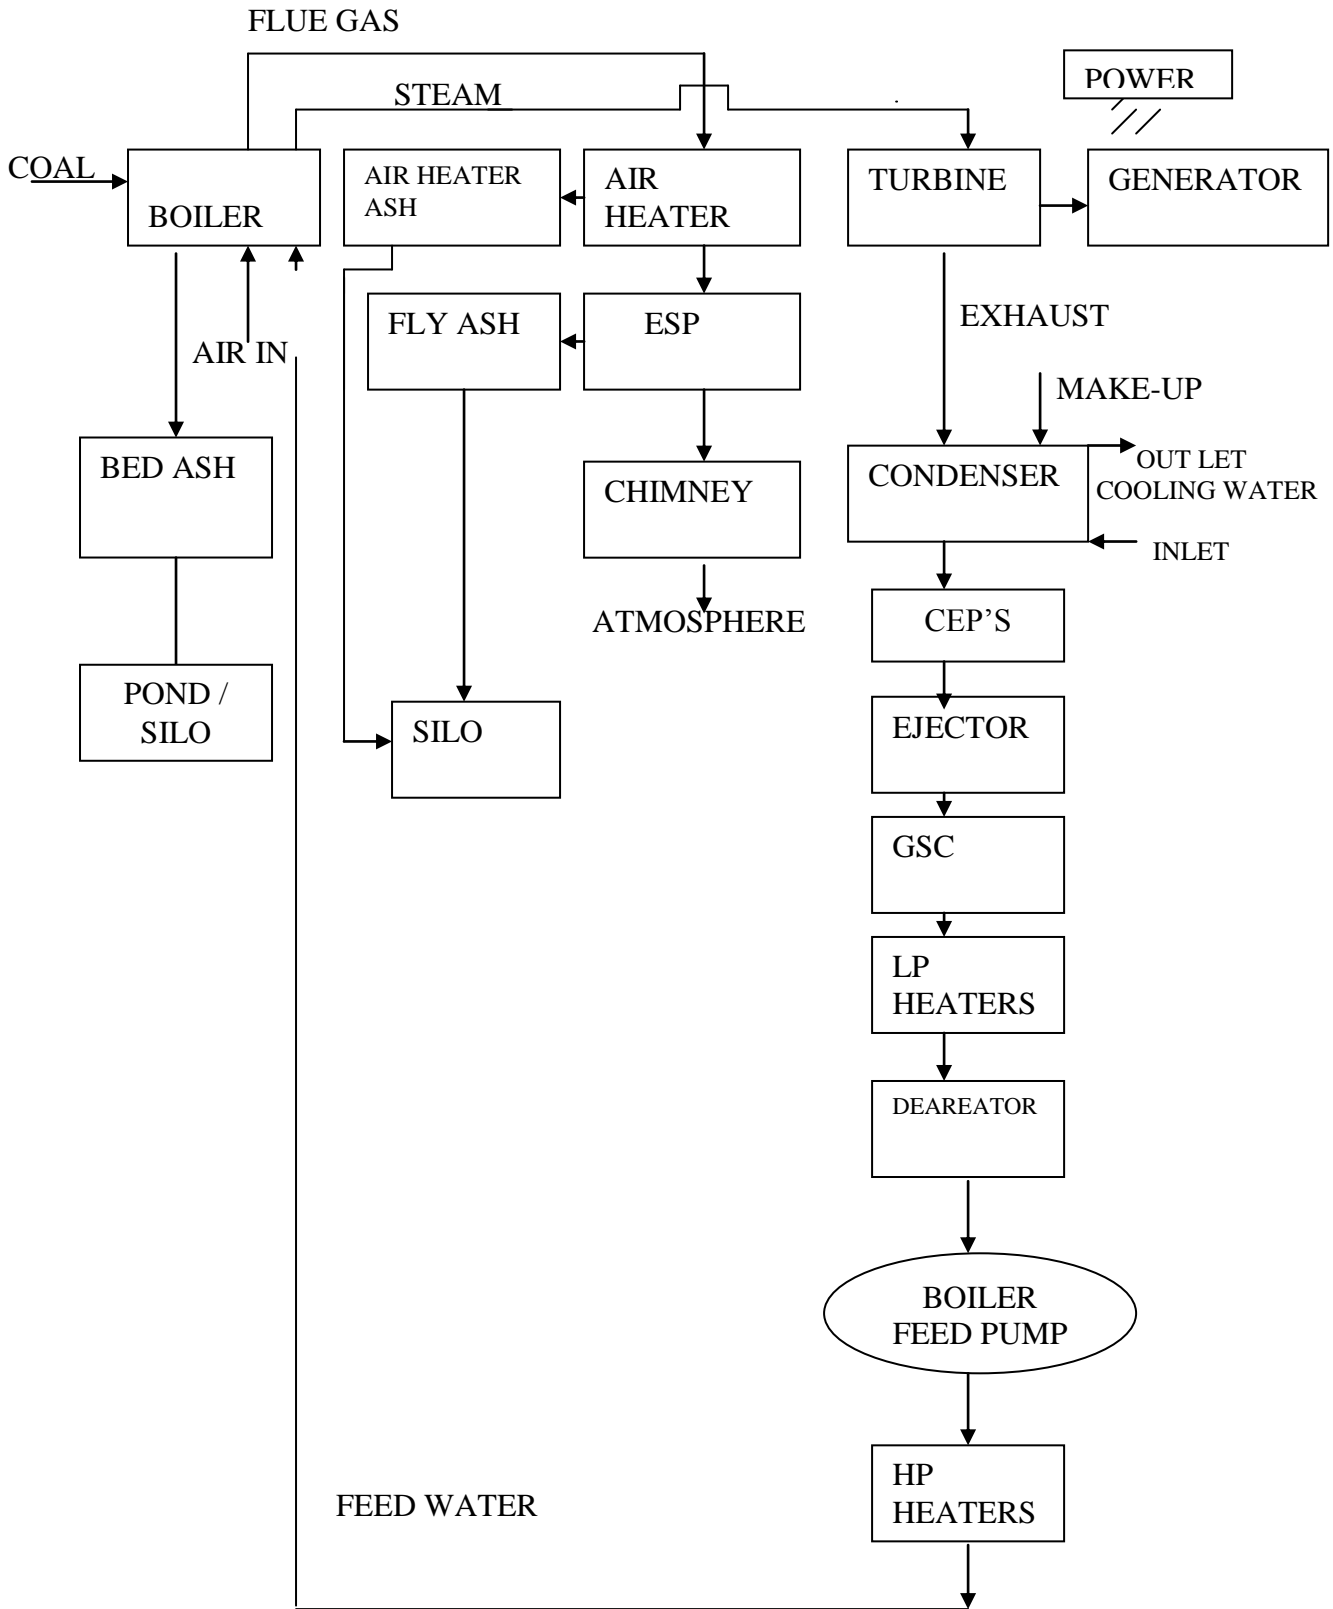 FLUE GAS
POWER
STEAM
COAL
BOILER
AIR HEATER
ASH
AIR
HEATER
TURBINE
GENERATOR
FLY ASH
ESP
EXHAUST
AIR IN
MAKE-UP
BED ASH
CHIMNEY
CONDENSER
OUT LET
COOLING WATER
INLET
ATMOSPHERE
CEP'S
POND /
SILO
SILO
EJECTOR
GSC
LP
HEATERS
DEAREATOR
BOILER
FEED PUMP
HP
HEATERS
FEED WATER